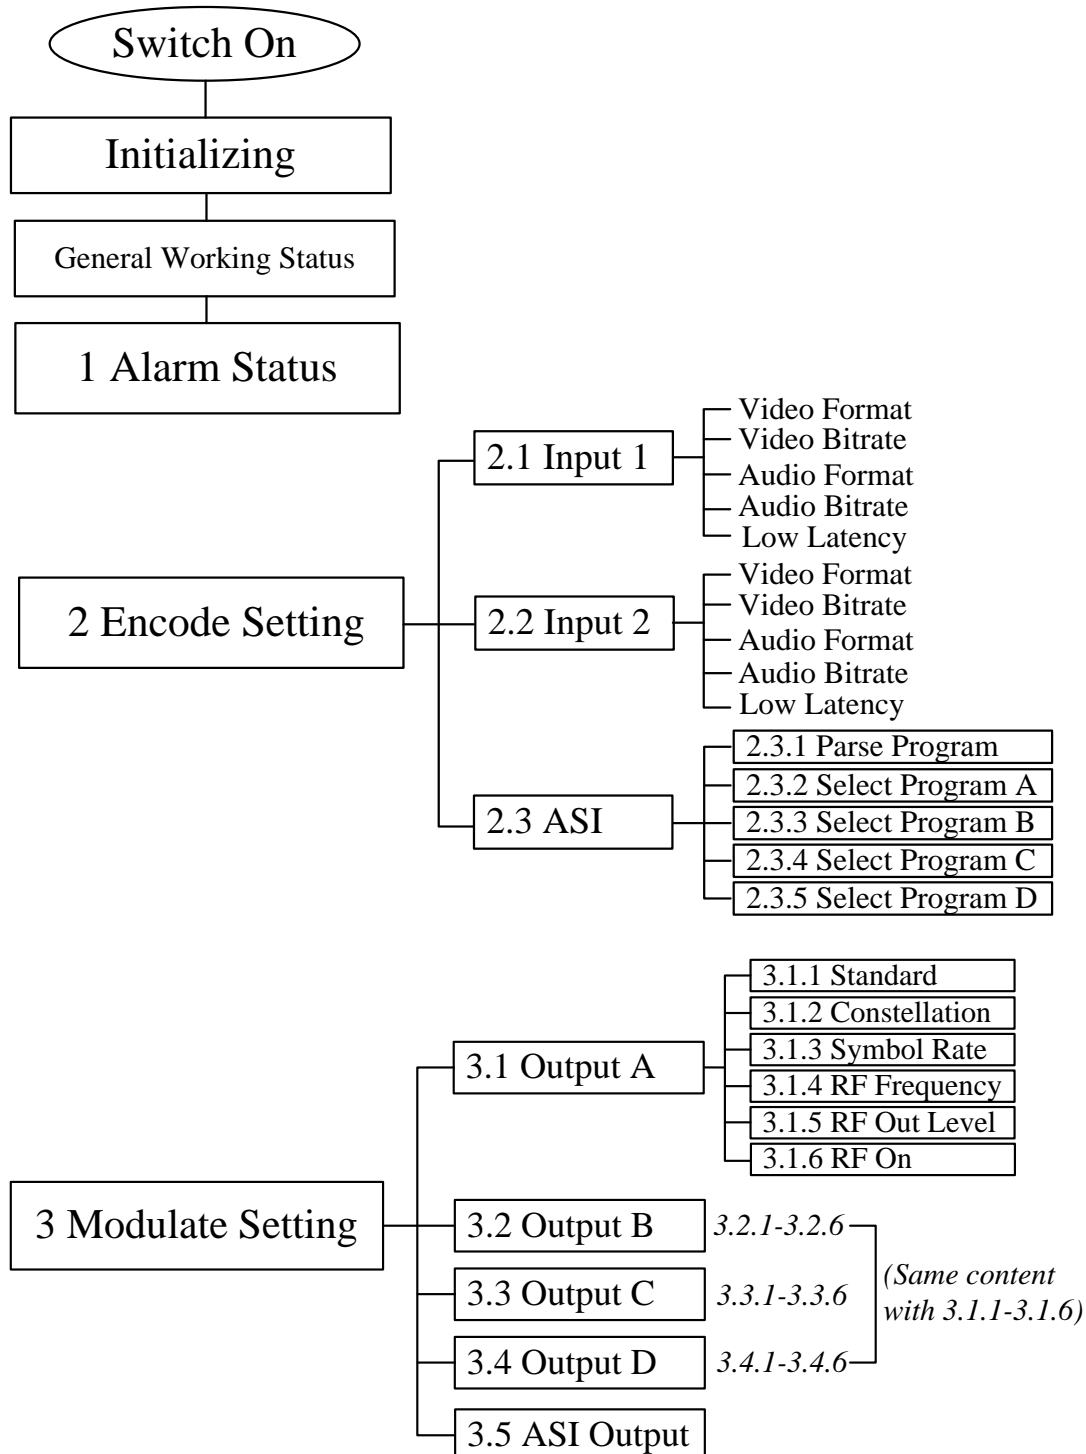 Switch On
Initializing
General Working Status
1 Alarm Status
2 Encode Setting
2.1 Input 1
Video Format
Video Bitrate
Audio Format
Audio Bitrate
Low Latency
2.2 Input 2
Video Format
Video Bitrate
Audio Format
Audio Bitrate
Low Latency
2.3 ASI
2.3.1 Parse Program
2.3.2 Select Program A
2.3.3 Select Program B
2.3.4 Select Program C
2.3.5 Select Program D
3 Modulate Setting
3.1 Output A
3.1.1 Standard
3.1.2 Constellation
3.1.3 Symbol Rate
3.1.4 RF Frequency
3.1.5 RF Out Level
3.1.6 RF On
3.2 Output B
3.2.1-3.2.6
3.3 Output C
3.3.1-3.3.6
3.4 Output D
3.4.1-3.4.6
(Same content
with 3.1.1-3.1.6)
3.5 ASI Output